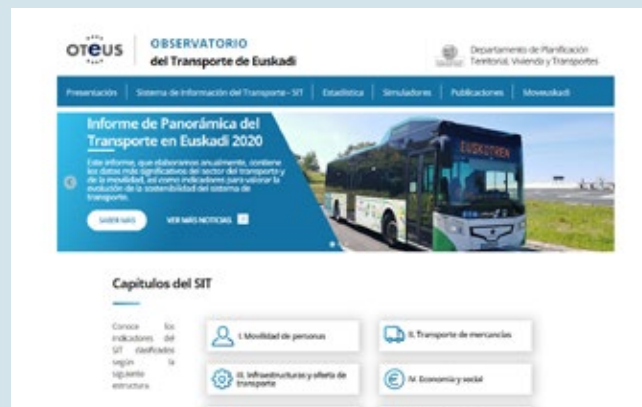 OTEUS
OBSERVATORIO
del Transporte de Euskadi
Departamento de Planificación
Territorial, Vivienda y Transportes
Presentación
Sistema de Información del Transporte - SIT
Estadística
Simuladores
Publicaciones
Moveuskadi
Informe de Panorámica del
Transporte en Euskadi 2020
Este informe, que elaboramos anualmente, contiene
los datos más significativos del sector del transporte y
de la movilidad, así como indicadores para valorar la
evolución de la sostenibilidad del sistema de
transporte.
SABER MÁS
VER MÁS NOTICIAS
EUSKOTREN
Capítulos del SIT
Conoce los
indicadores del
SIT clasificados
según la
siguiente
estructura
I. Movilidad de personas
II. Transporte de mercancías
III. Infraestructuras y oferta de
transporte
IV. Economía y social